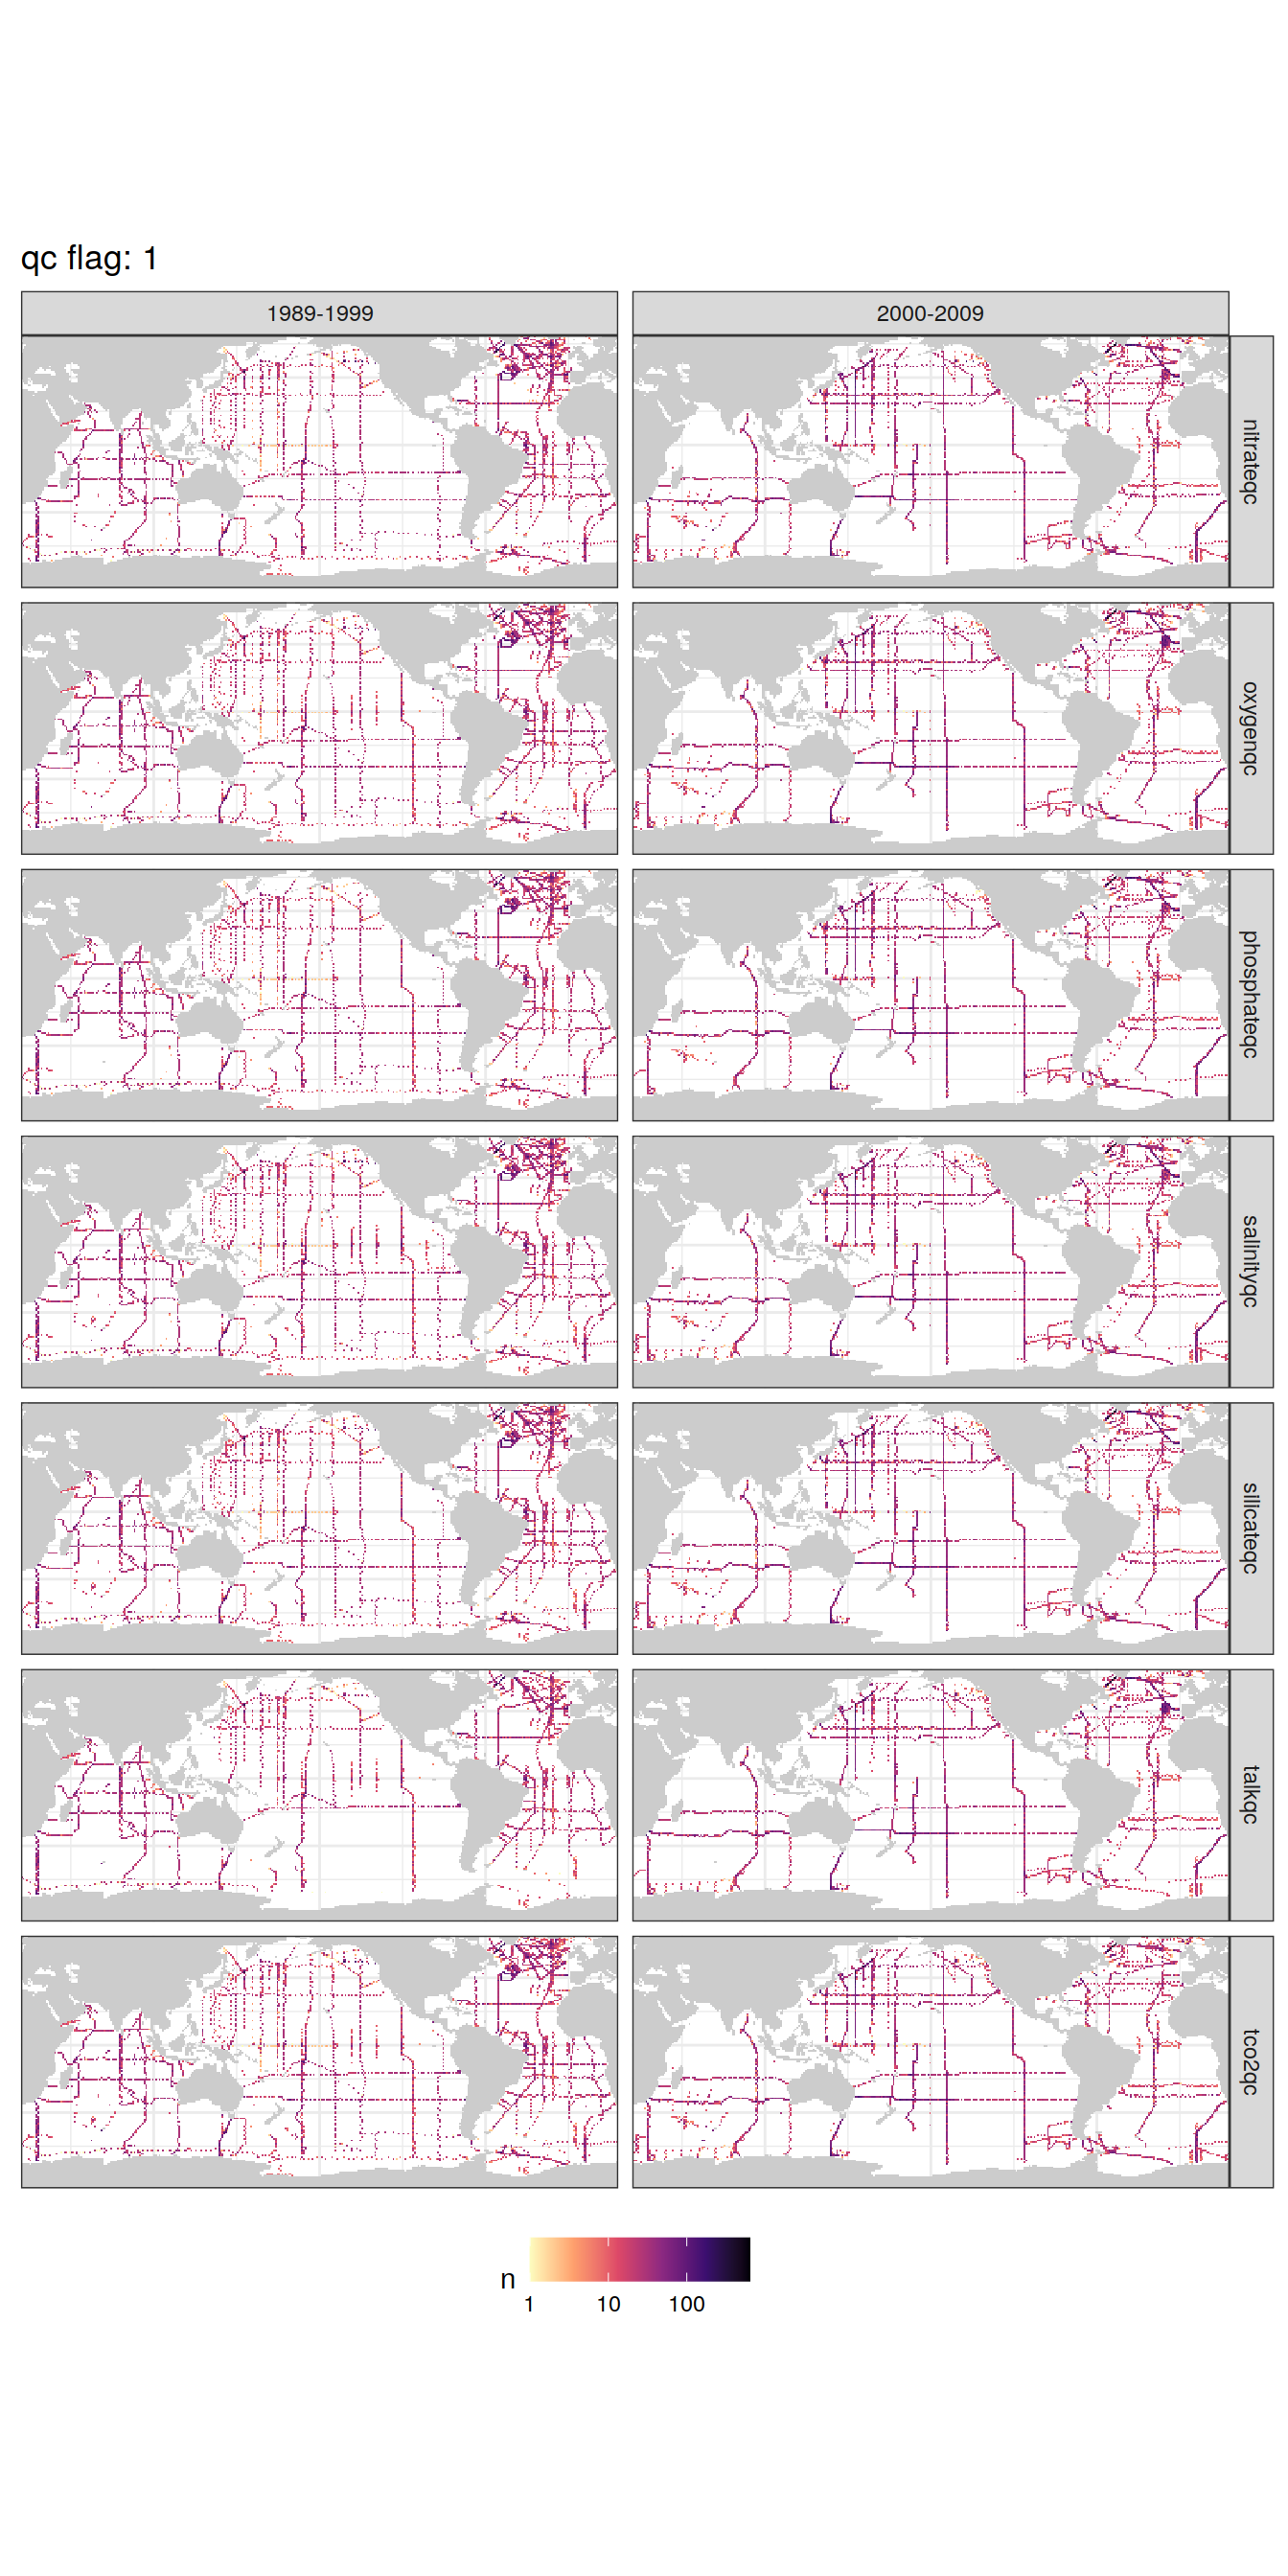 qc flag: 1
1989-1999
2000-2009
nitrateqc
oxygenqc
phosphateqc
salinityqc
silicateqc
talkqc
tco2qc
n
1
10
100